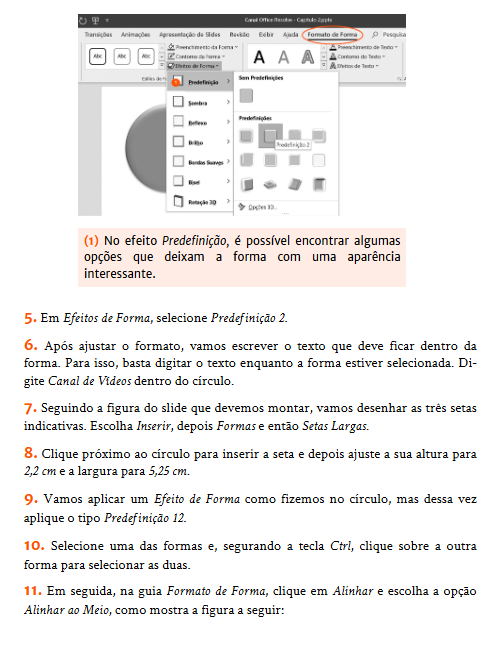 Canal Office Resolve - Capítulo 2.pptx
Transições Animações Apresentação de Slides Revisão Exibir Ajuda Formato de Forma Pesquisa
Abc Abc Abc
Preenchimento da Forma
Contorno da Forma
Efeitos de Forma
A A A
Preenchimento de Texto
Contorno do Texto
Efeitos de Texto
Estilos de
Predefinição
Sombra
Reflexo
Brilho
Bordas Suaves
Bisel
Rotação 3D
Sem Predefinições
Predefinições
Predefinição 2
Opções 3D...
(1) No efeito Predefinição, é possível encontrar algumas
opções que deixam a forma com uma aparência
interessante.
5. Em Efeitos de Forma, selecione Predefinição 2.
6. Após ajustar o formato, vamos escrever o texto que deve ficar dentro da
forma. Para isso, basta digitar o texto enquanto a forma estiver selecionada. Di-
gite Canal de Vídeos dentro do círculo.
7. Seguindo a figura do slide que devemos montar, vamos desenhar as três setas
indicativas. Escolha Inserir, depois Formas e então Setas Largas.
8. Clique próximo ao círculo para inserir a seta e depois ajuste a sua altura para
2,2 cm e a largura para 5,25 cm.
9. Vamos aplicar um Efeito de Forma como fizemos no círculo, mas dessa vez
aplique o tipo Predefinição 12.
10. Selecione uma das formas e, segurando a tecla Ctrl, clique sobre a outra
forma para selecionar as duas.
11. Em seguida, na guia Formato de Forma, clique em Alinhar e escolha a opção
Alinhar ao Meio, como mostra a figura a seguir: